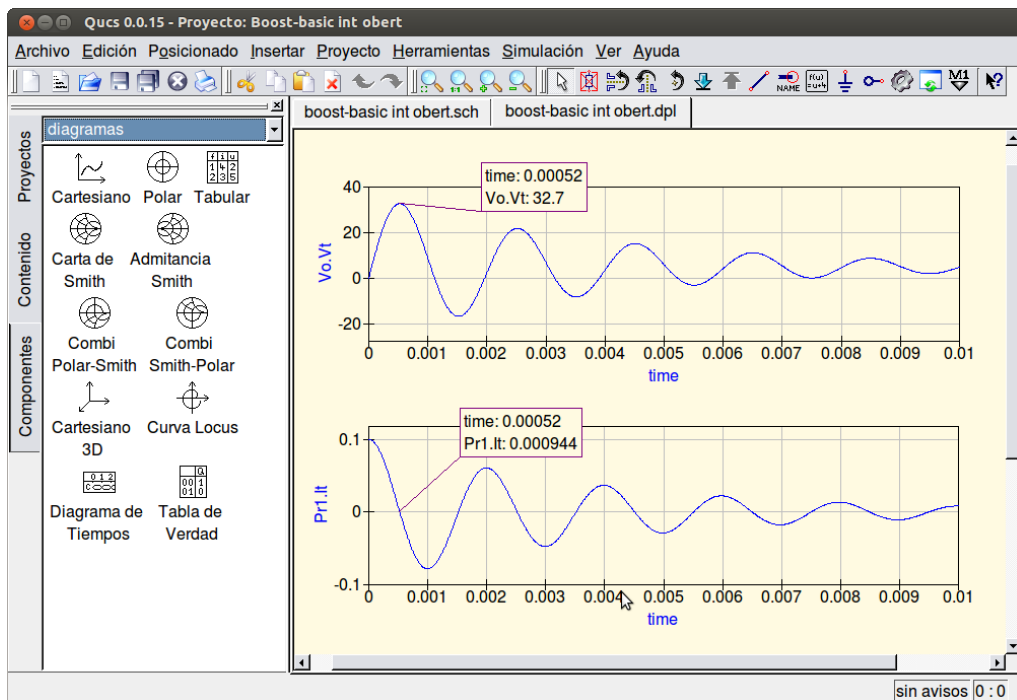 Qucs 0.0.15 - Proyecto: Boost-basic int obert
Archivo Edición Posicionado Insertar Proyecto Herramientas Simulación Ver Ayuda
NAME
f(u)
=u+4
M1
Proyectos
Contenido
Componentes
diagramas
Cartesiano Polar Tabular
Carta de Smith
Admitancia Smith
Combi Polar-Smith
Combi Smith-Polar
Cartesiano 3D
Curva Locus
Diagrama de Tiempos
Tabla de Verdad
boost-basic int obert.sch
boost-basic int obert.dpl
time: 0.00052
Vo.Vt: 32.7
40
20
0
-20
Vo.Vt
0 0.001 0.002 0.003 0.004 0.005 0.006 0.007 0.008 0.009 0.01
time
time: 0.00052
Pr1.It: 0.000944
0.1
0
-0.1
Pr1.It
0 0.001 0.002 0.003 0.004 0.005 0.006 0.007 0.008 0.009 0.01
time
sin avisos 0 : 0